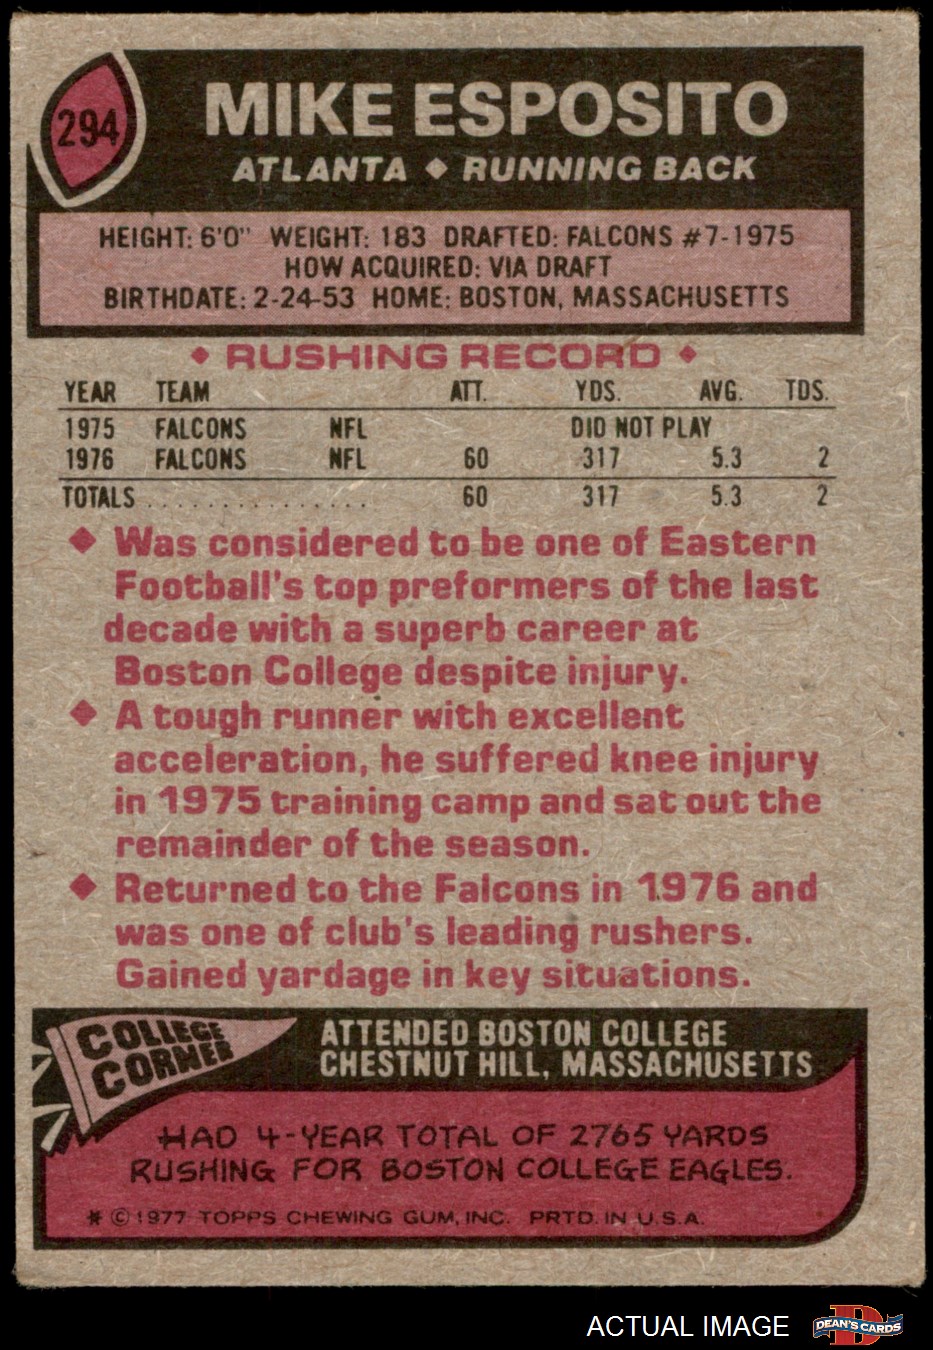 294
MIKE ESPOSITO
ATLANTA ◆ RUNNING BACK
HEIGHT: 6'0" WEIGHT: 183 DRAFTED: FALCONS #7-1975
HOW ACQUIRED: VIA DRAFT
BIRTHDATE: 2-24-53 HOME: BOSTON, MASSACHUSETTS
◆ RUSHING RECORD ◆
YEAR TEAM ATT. YDS. AVG. TDS.
1975 FALCONS NFL DID NOT PLAY
1976 FALCONS NFL 60 317 5.3 2
TOTALS . . . . . . . . . . . . . . . 60 317 5.3 2
◆ Was considered to be one of Eastern
Football's top preformers of the last
decade with a superb career at
Boston College despite injury.
◆ A tough runner with excellent
acceleration, he suffered knee injury
in 1975 training camp and sat out the
remainder of the season.
◆ Returned to the Falcons in 1976 and
was one of club's leading rushers.
Gained yardage in key situations.
COLLEGE
CORNER
ATTENDED BOSTON COLLEGE
CHESTNUT HILL, MASSACHUSETTS
HAD 4-YEAR TOTAL OF 2765 YARDS
RUSHING FOR BOSTON COLLEGE EAGLES.
* © 1977 TOPPS CHEWING GUM, INC. PRTD. IN U.S.A.
ACTUAL IMAGE
D
DEAN'S CARDS